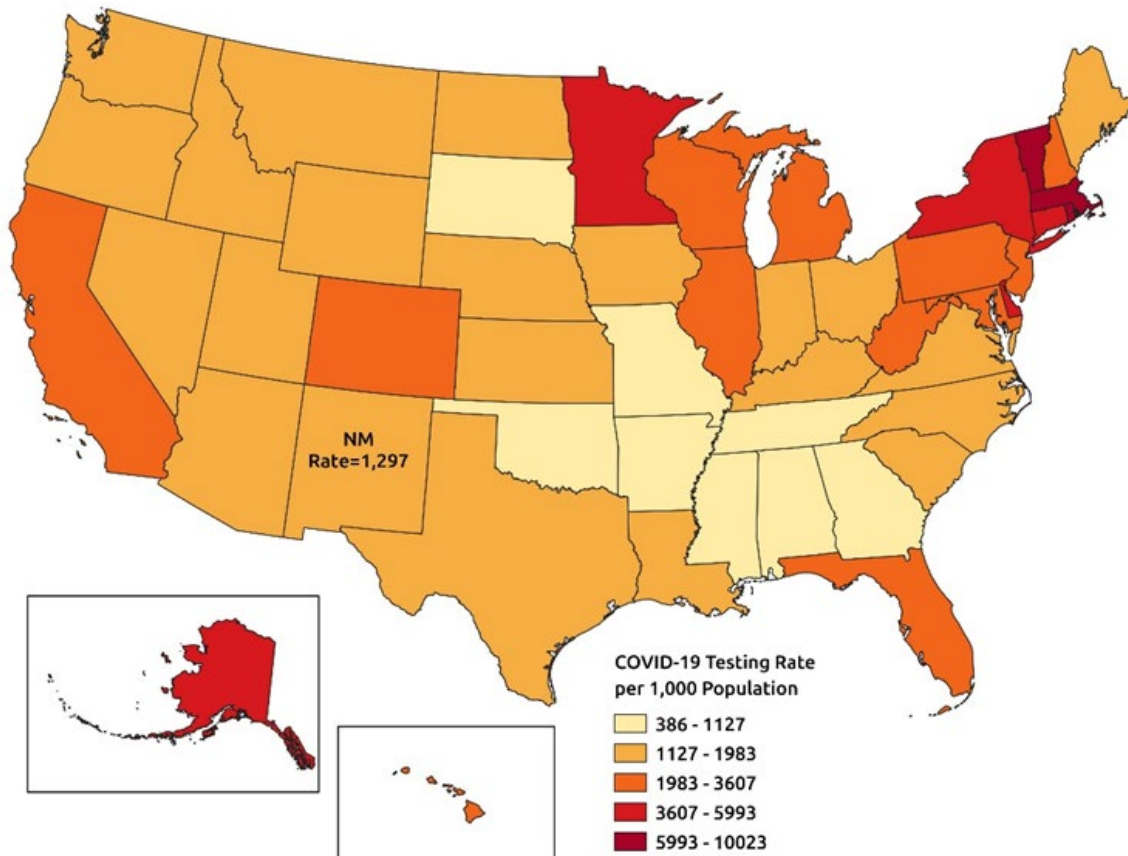 NM
Rate=1,297
COVID-19 Testing Rate
per 1,000 Population
386 - 1127
1127 - 1983
1983 - 3607
3607 - 5993
5993 - 10023